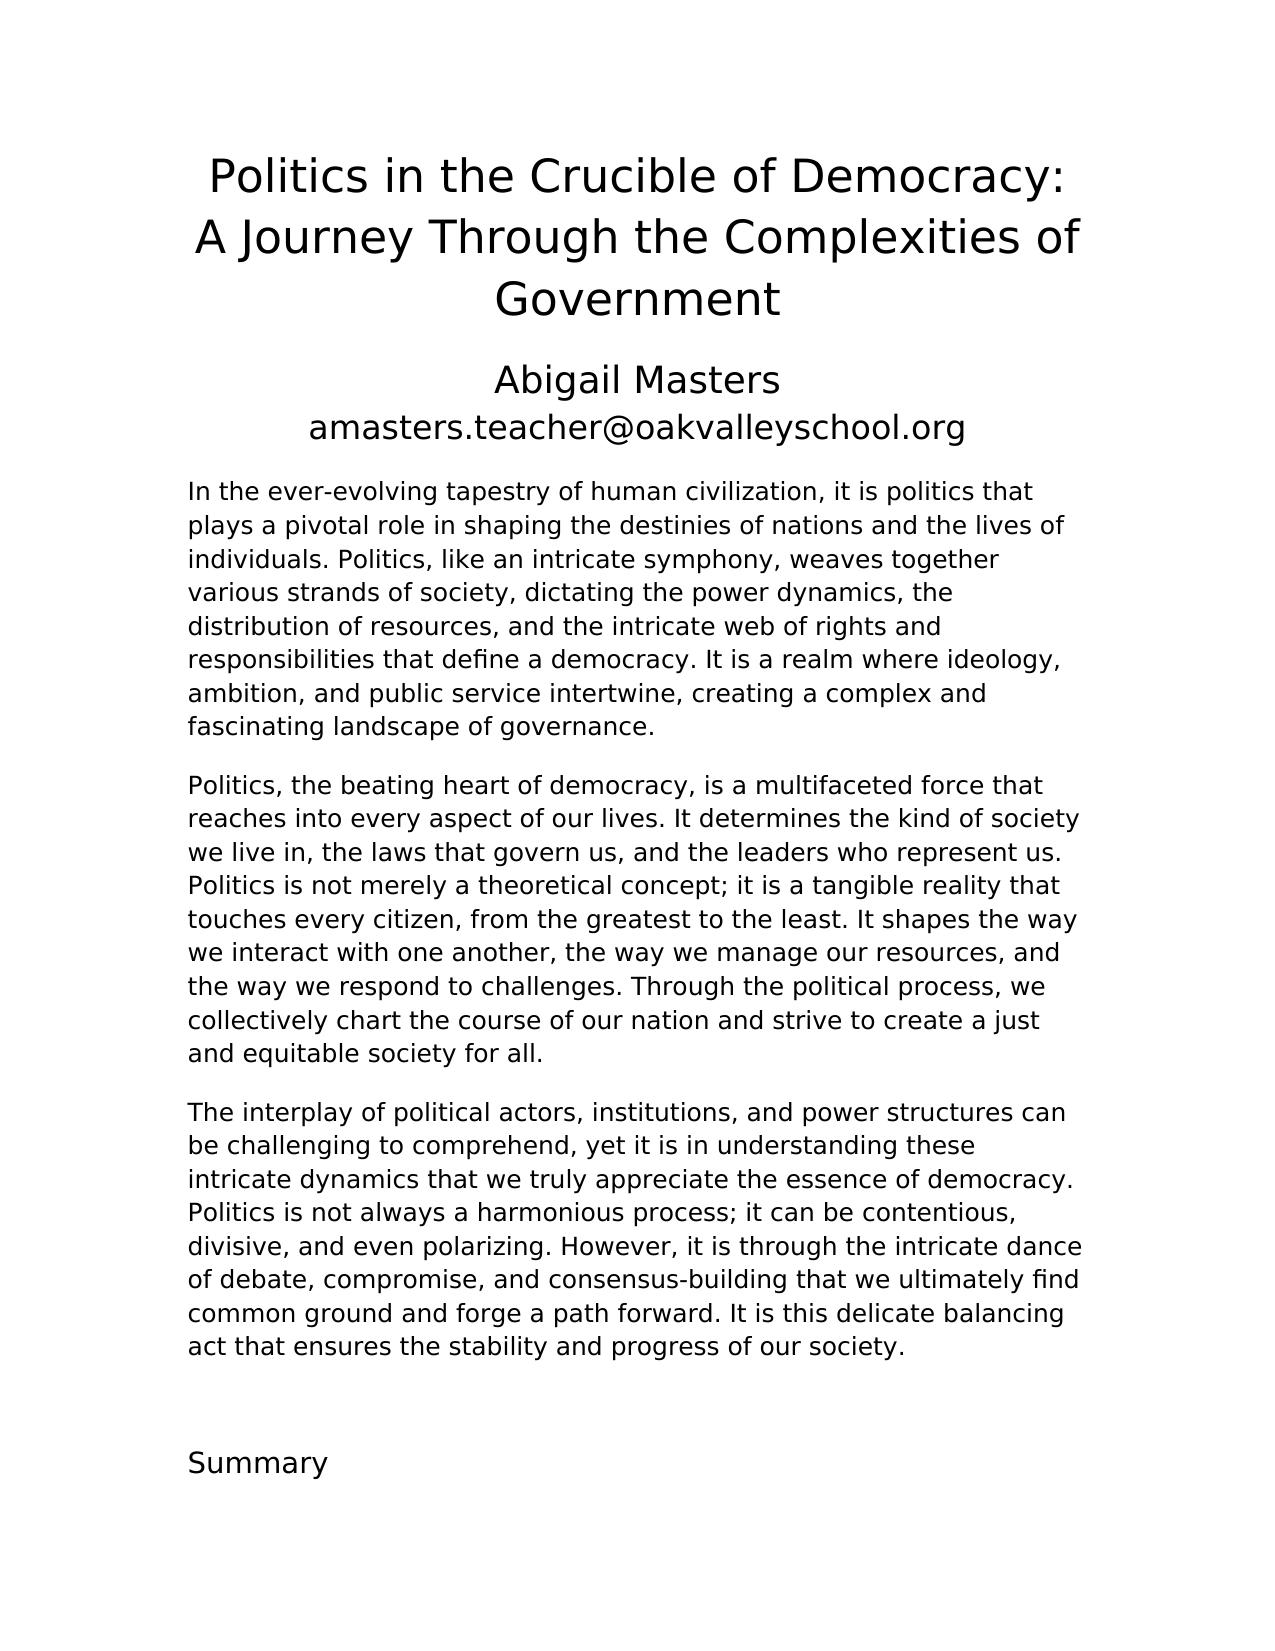 Politics in the Crucible of Democracy:
A Journey Through the Complexities of
Government
Abigail Masters
amasters.teacher@oakvalleyschool.org
In the ever-evolving tapestry of human civilization, it is politics that
plays a pivotal role in shaping the destinies of nations and the lives of
individuals. Politics, like an intricate symphony, weaves together
various strands of society, dictating the power dynamics, the
distribution of resources, and the intricate web of rights and
responsibilities that define a democracy. It is a realm where ideology,
ambition, and public service intertwine, creating a complex and
fascinating landscape of governance.
Politics, the beating heart of democracy, is a multifaceted force that
reaches into every aspect of our lives. It determines the kind of society
we live in, the laws that govern us, and the leaders who represent us.
Politics is not merely a theoretical concept; it is a tangible reality that
touches every citizen, from the greatest to the least. It shapes the way
we interact with one another, the way we manage our resources, and
the way we respond to challenges. Through the political process, we
collectively chart the course of our nation and strive to create a just
and equitable society for all.
The interplay of political actors, institutions, and power structures can
be challenging to comprehend, yet it is in understanding these
intricate dynamics that we truly appreciate the essence of democracy.
Politics is not always a harmonious process; it can be contentious,
divisive, and even polarizing. However, it is through the intricate dance
of debate, compromise, and consensus-building that we ultimately find
common ground and forge a path forward. It is this delicate balancing
act that ensures the stability and progress of our society.
Summary